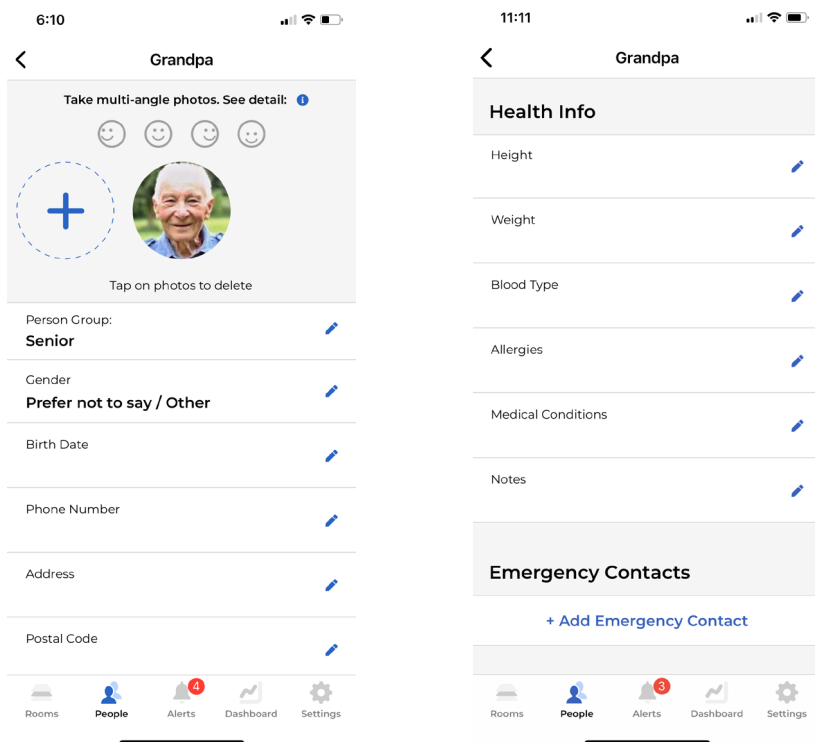 6:10
Grandpa
Take multi-angle photos. See detail:
Tap on photos to delete
Person Group:
Senior
Gender
Prefer not to say / Other
Birth Date
Phone Number
Address
Postal Code
4
Rooms People Alerts Dashboard Settings
11:11
Grandpa
Health Info
Height
Weight
Blood Type
Allergies
Medical Conditions
Notes
Emergency Contacts
+ Add Emergency Contact
3
Rooms People Alerts Dashboard Settings